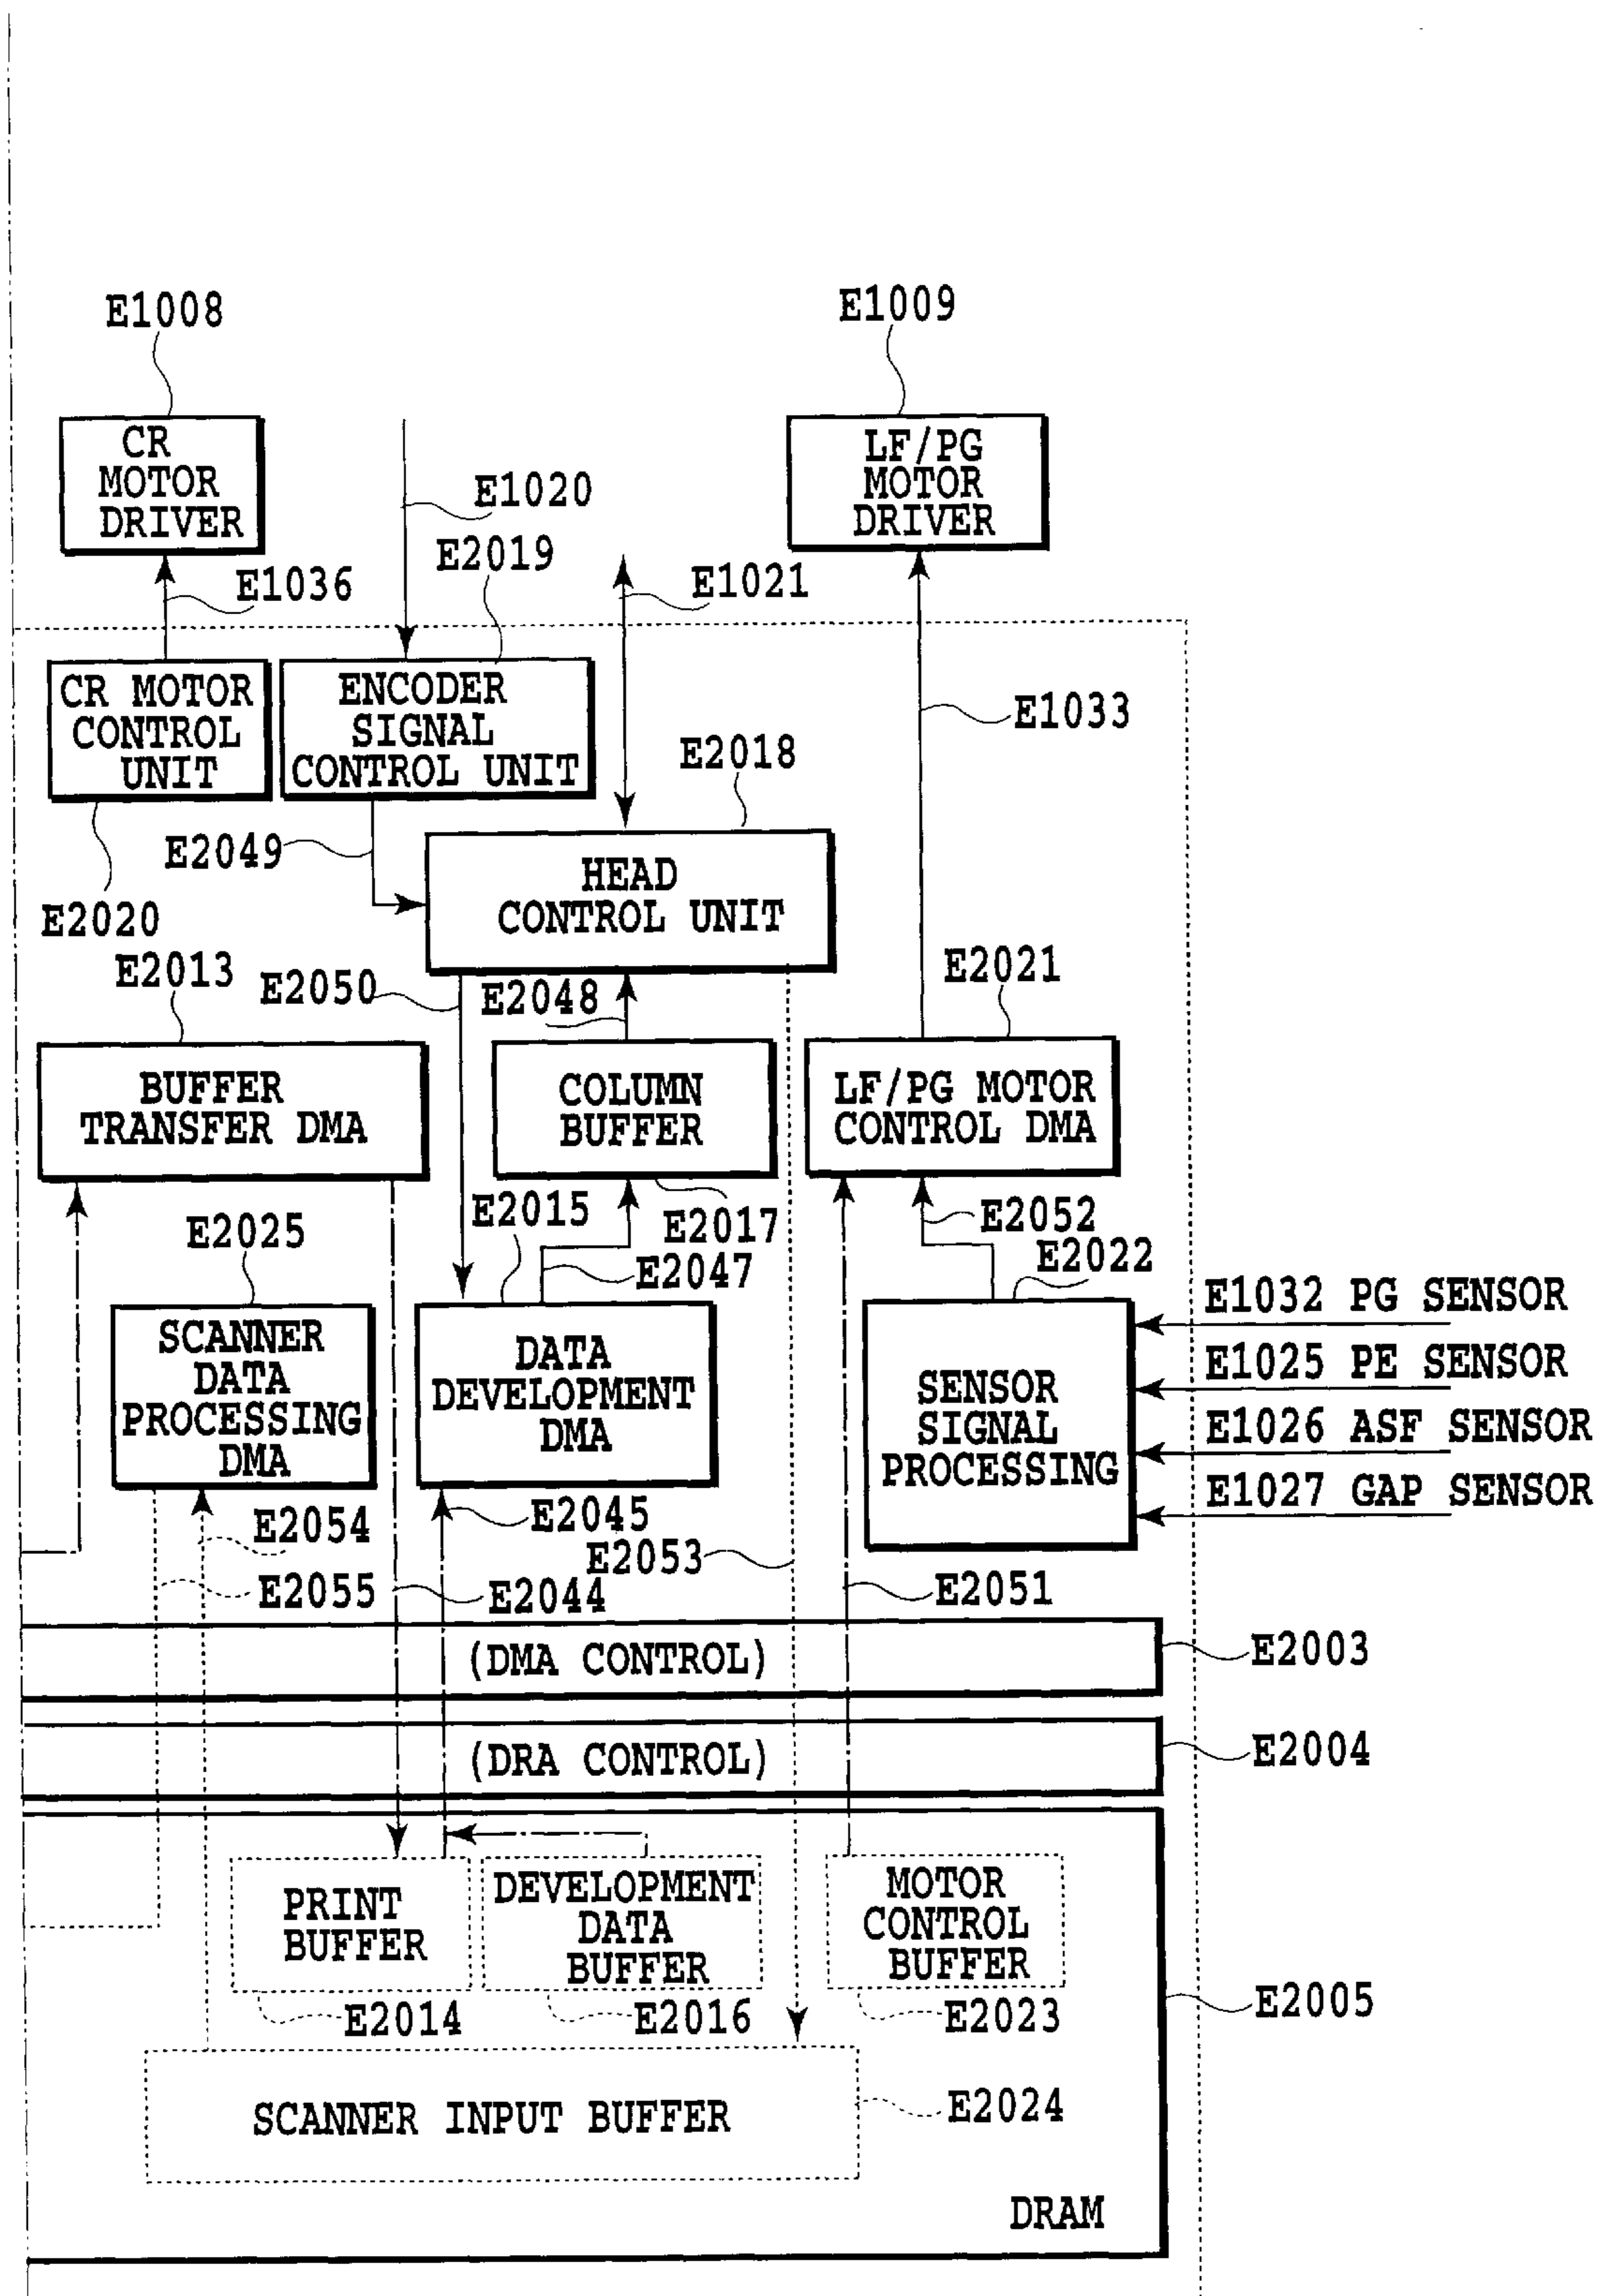 E1008
E1009
CR
MOTOR
DRIVER
LF/PG
MOTOR
DRIVER
E1020
E2019
E1036
E1021
CR MOTOR
CONTROL
UNIT
ENCODER
SIGNAL
CONTROL UNIT
E1033
E2018
E2049
HEAD
CONTROL UNIT
E2020
E2013
E2050
E2048
E2021
BUFFER
TRANSFER DMA
COLUMN
BUFFER
LF/PG MOTOR
CONTROL DMA
E2025
E2015
E2017
E2047
E2052
E2022
SCANNER
DATA
PROCESSING
DMA
DATA
DEVELOPMENT
DMA
SENSOR
SIGNAL
PROCESSING
E1032 PG SENSOR
E1025 PE SENSOR
E1026 ASF SENSOR
E1027 GAP SENSOR
E2054
E2045
E2053
E2055
E2044
E2051
(DMA CONTROL)
E2003
(DRA CONTROL)
E2004
PRINT
BUFFER
DEVELOPMENT
DATA
BUFFER
MOTOR
CONTROL
BUFFER
E2014
E2016
E2023
E2005
SCANNER INPUT BUFFER
E2024
DRAM